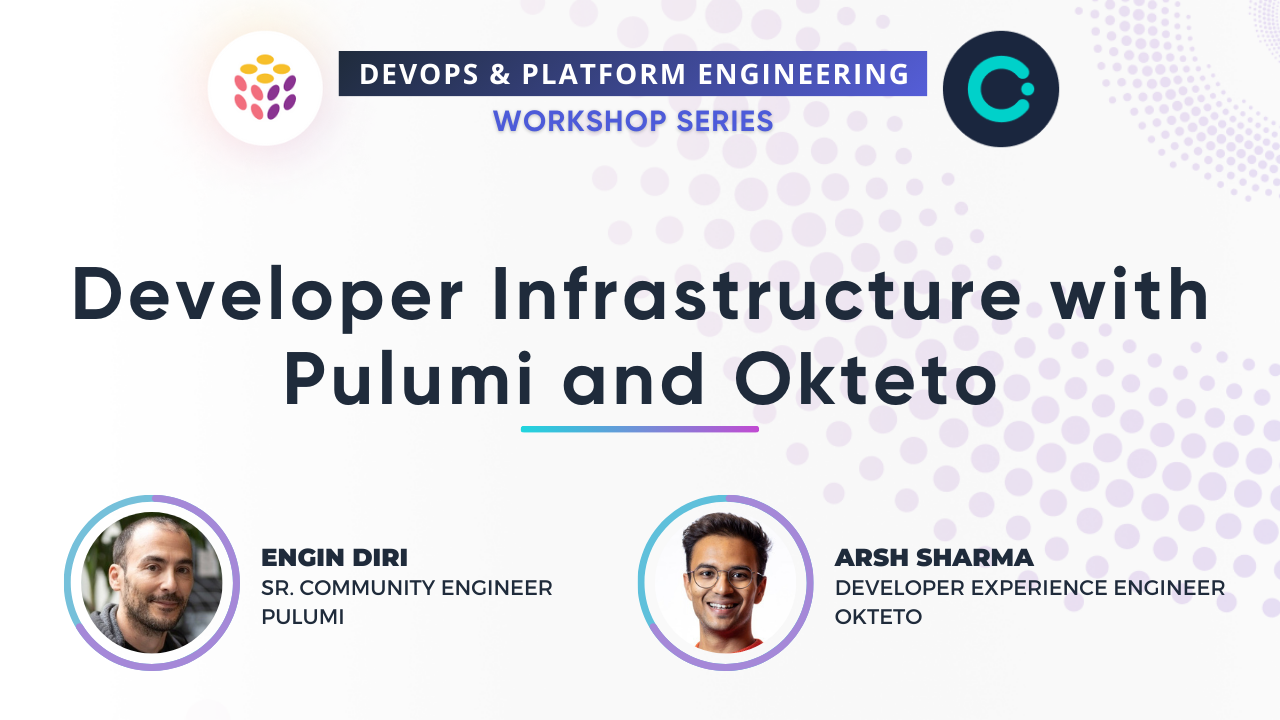 DEVOPS & PLATFORM ENGINEERING
WORKSHOP SERIES
Developer Infrastructure with
Pulumi and Okteto
ENGIN DIRI
SR. COMMUNITY ENGINEER
PULUMI
ARSH SHARMA
DEVELOPER EXPERIENCE ENGINEER
OKTETO